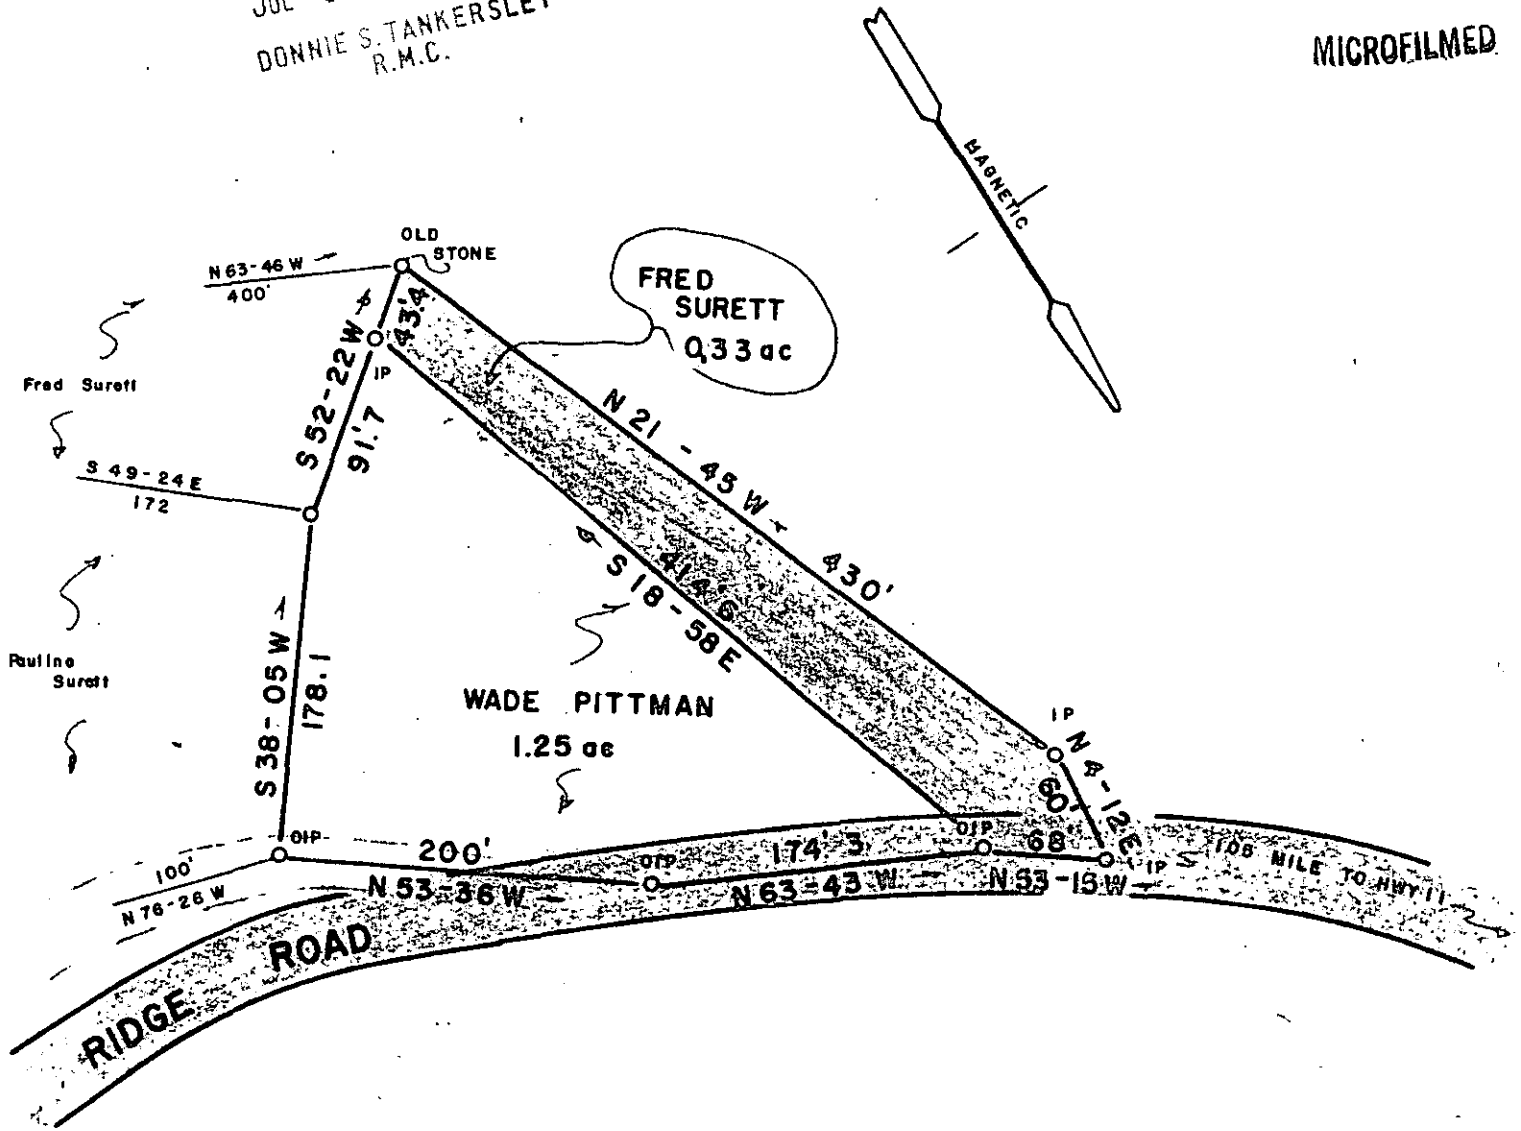 JUL
DONNIE S. TANKERSLEY
R.M.C.
MICROFILMED
MAGNETIC
OLD
STONE
N 63-46 W
400'
FRED
SURETT
0.33 ac
43.'4
S 52-22 W
IP
91.'7
Fred Surett
N 21 - 45 W
430'
S 49-24 E
172
414.'6
S 18-58 E
Pauline
Surett
S 38-05 W
178.1
WADE PITTMAN
1.25 ac
IP
N 4-12 E
60'
OIP
200'
OIP
174.'3
OIP
68'
IP
1.06 MILE TO HWY 11
100'
N 76-26 W
N 53-36 W
N 63-43 W
N 53-15 W
RIDGE ROAD